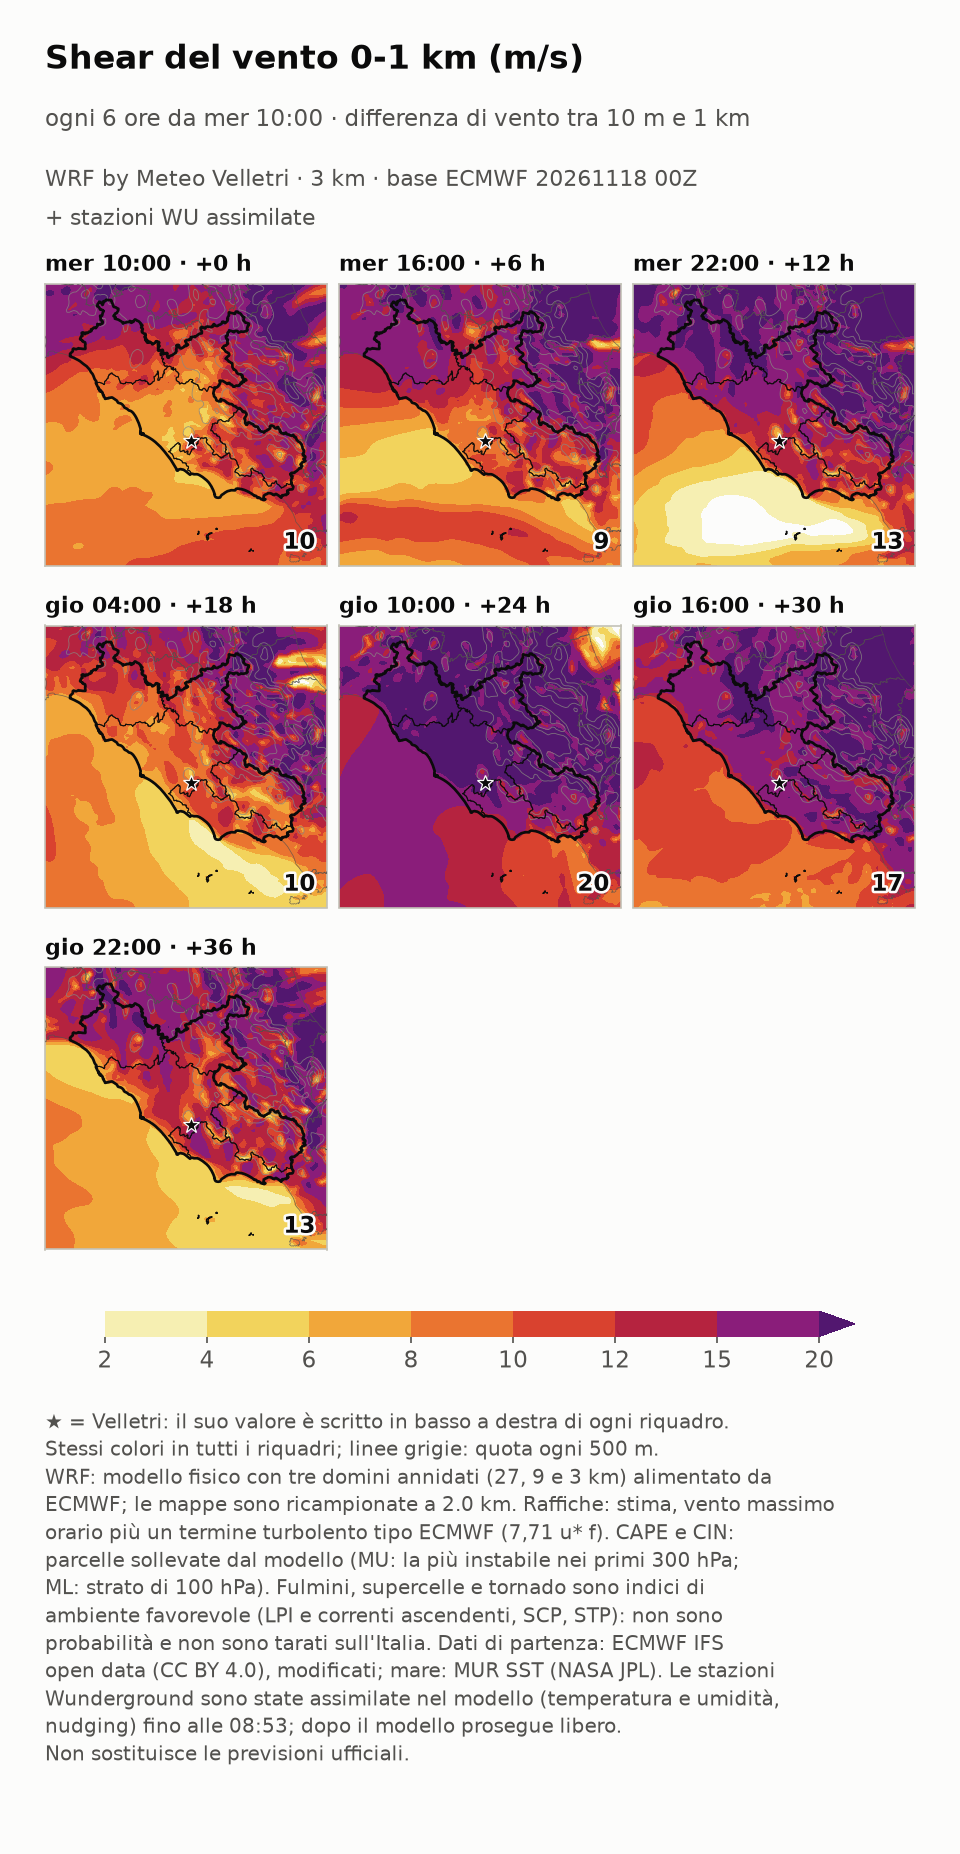 Shear del vento 0-1 km (m/s)
ogni 6 ore da mer 10:00 · differenza di vento tra 10 m e 1 km
WRF by Meteo Velletri · 3 km · base ECMWF 20261118 00Z
+ stazioni WU assimilate
mer 10:00 · +0 h
mer 16:00 · +6 h
mer 22:00 · +12 h
10
9
13
gio 04:00 · +18 h
gio 10:00 · +24 h
gio 16:00 · +30 h
10
20
17
gio 22:00 · +36 h
13
2 4 6 8 10 12 15 20
★ = Velletri: il suo valore è scritto in basso a destra di ogni riquadro.
Stessi colori in tutti i riquadri; linee grigie: quota ogni 500 m.
WRF: modello fisico con tre domini annidati (27, 9 e 3 km) alimentato da
ECMWF; le mappe sono ricampionate a 2.0 km. Raffiche: stima, vento massimo
orario più un termine turbolento tipo ECMWF (7,71 u* f). CAPE e CIN:
parcelle sollevate dal modello (MU: la più instabile nei primi 300 hPa;
ML: strato di 100 hPa). Fulmini, supercelle e tornado sono indici di
ambiente favorevole (LPI e correnti ascendenti, SCP, STP): non sono
probabilità e non sono tarati sull'Italia. Dati di partenza: ECMWF IFS
open data (CC BY 4.0), modificati; mare: MUR SST (NASA JPL). Le stazioni
Wunderground sono state assimilate nel modello (temperatura e umidità,
nudging) fino alle 08:53; dopo il modello prosegue libero.
Non sostituisce le previsioni ufficiali.